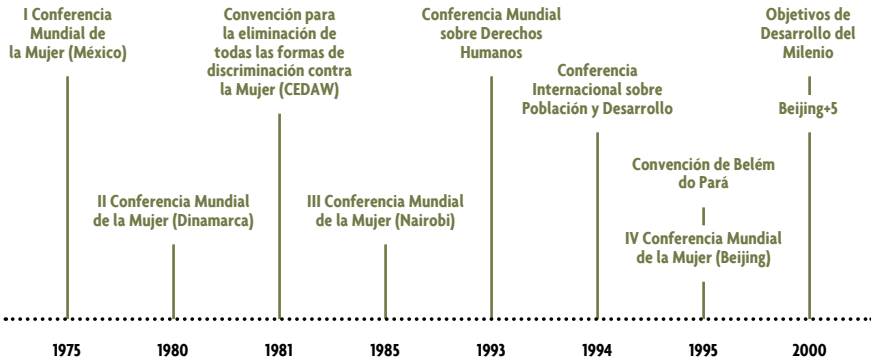 I Conferencia
Mundial de
la Mujer (México)
Convención para
la eliminación de
todas las formas de
discriminación contra
la Mujer (CEDAW)
Conferencia Mundial
sobre Derechos
Humanos
Conferencia
Internacional sobre
Población y Desarrollo
Objetivos de
Desarrollo del
Milenio
Beijing+5
II Conferencia Mundial
de la Mujer (Dinamarca)
III Conferencia Mundial
de la Mujer (Nairobi)
Convención de Belém
do Pará
IV Conferencia Mundial
de la Mujer (Beijing)
1975 1980 1981 1985 1993 1994 1995 2000